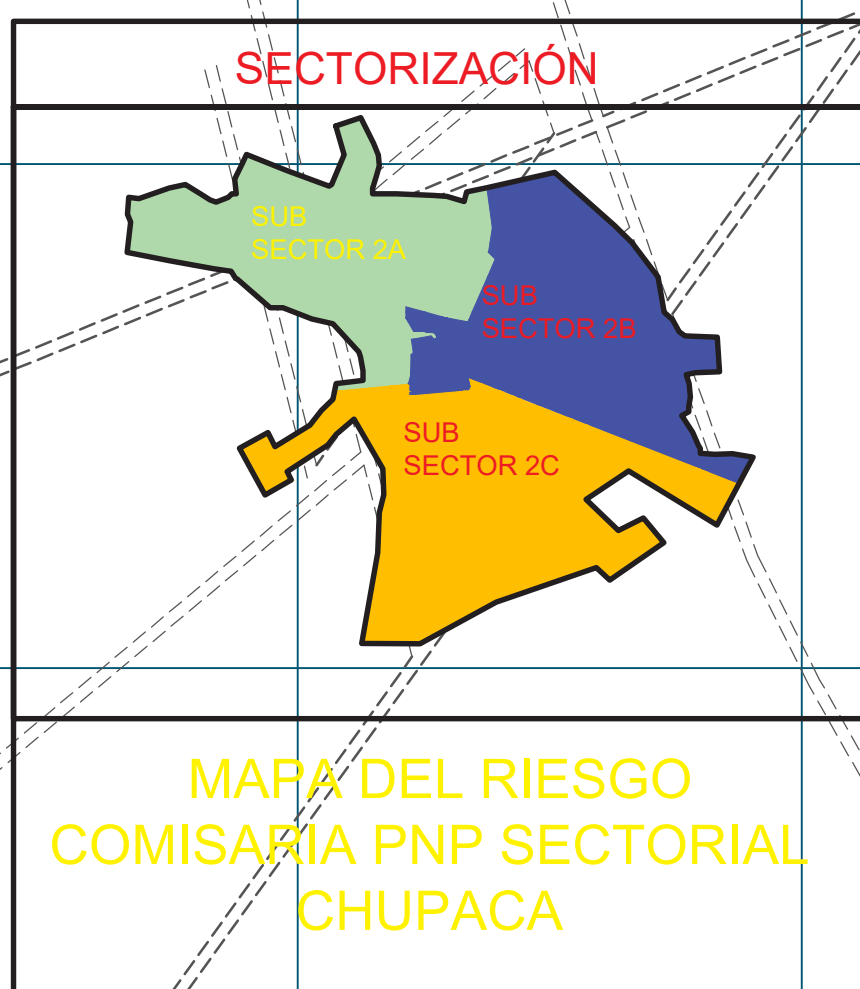 SECTORIZACIÓN
SUB
SECTOR 2A
SUB
SECTOR 2B
SUB
SECTOR 2C
MAPA DEL RIESGO
COMISARIA PNP SECTORIAL
CHUPACA